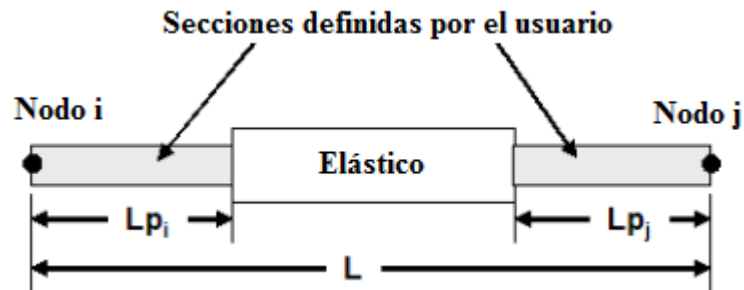 Secciones definidas por el usuario
Nodo i
Nodo j
Elástico
Lpi
Lpj
L